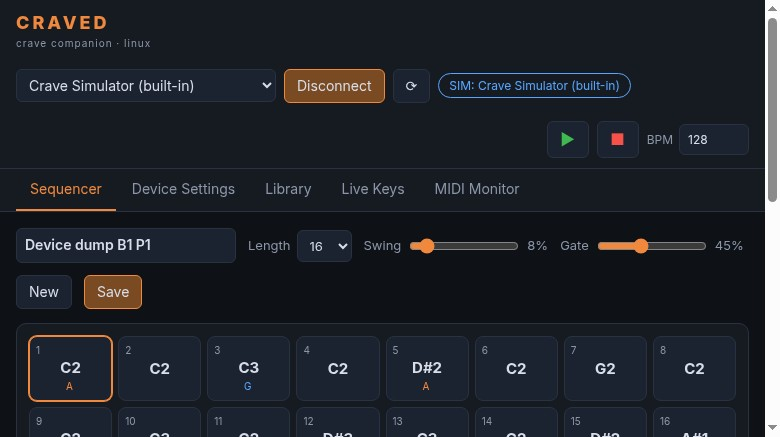 CRAVED
crave companion · linux
Crave Simulator (built-in) Disconnect ⟳ SIM: Crave Simulator (built-in)
BPM 128
Sequencer Device Settings Library Live Keys MIDI Monitor
Device dump B1 P1 Length 16 Swing 8% Gate 45%
New Save
1 2 3 4 5 6 7 8
C2 C2 C3 C2 D#2 C2 G2 C2
A G A
9 10 11 12 13 14 15 16